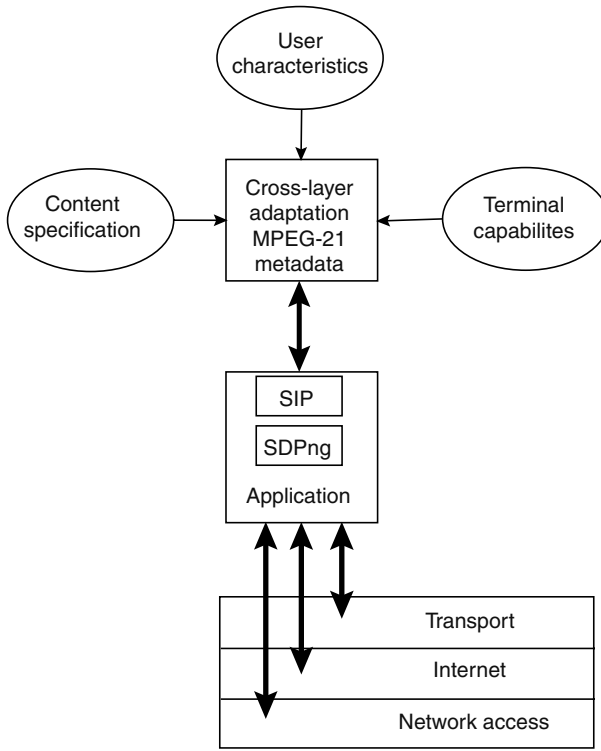 User
characteristics
Content
specification
Cross-layer
adaptation
MPEG-21
metadata
Terminal
capabilites
SIP
SDPng
Application
Transport
Internet
Network access